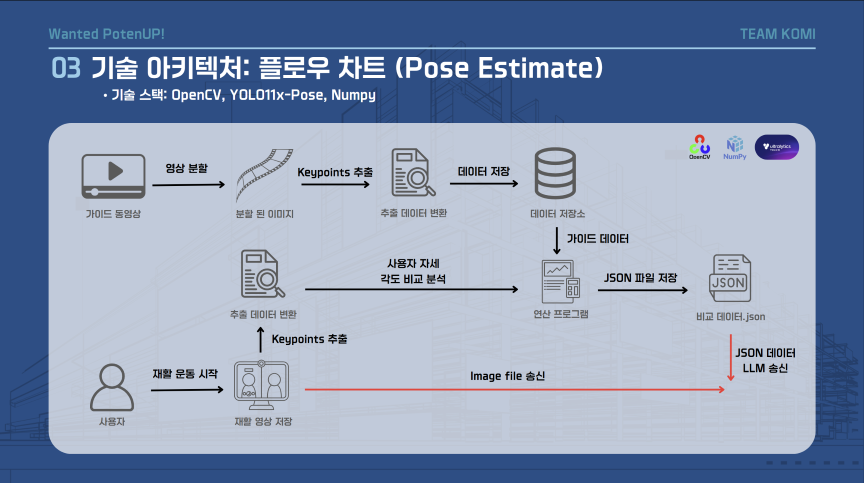 Wanted PotenUP!
TEAM KOMI
03 기술 아키텍처: 플로우 차트 (Pose Estimate)
• 기술 스택: OpenCV, YOLO11x-Pose, Numpy
OpenCV
NumPy
ultralytics
영상 분할
Keypoints 추출
데이터 저장
가이드 동영상
분할 된 이미지
추출 데이터 변환
데이터 저장소
가이드 데이터
사용자 자세
각도 비교 분석
JSON 파일 저장
JSON
추출 데이터 변환
연산 프로그램
비교 데이터.json
Keypoints 추출
JSON 데이터
LLM 송신
재활 운동 시작
Image file 송신
사용자
재활 영상 저장